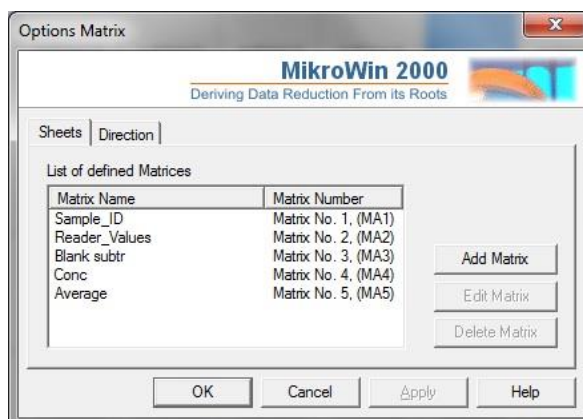 Options Matrix
x
MikroWin 2000
Deriving Data Reduction From its Roots
Sheets Direction
List of defined Matrices
Matrix Name Matrix Number
Sample_ID Matrix No. 1, (MA1)
Reader_Values Matrix No. 2, (MA2)
Blank subtr Matrix No. 3, (MA3)
Conc Matrix No. 4, (MA4)
Average Matrix No. 5, (MA5)
Add Matrix
Edit Matrix
Delete Matrix
OK Cancel Apply Help